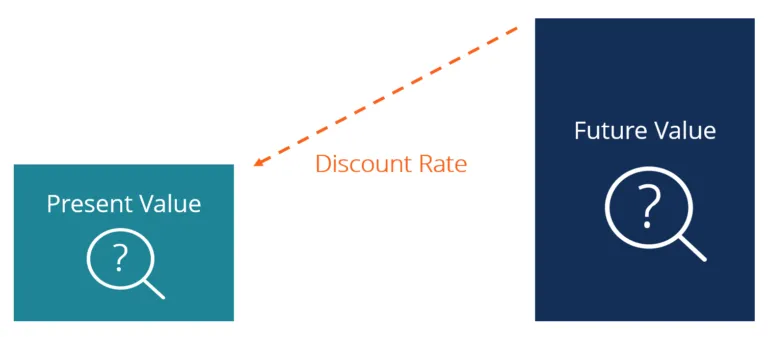 Future Value
?
Discount Rate
Present Value
?